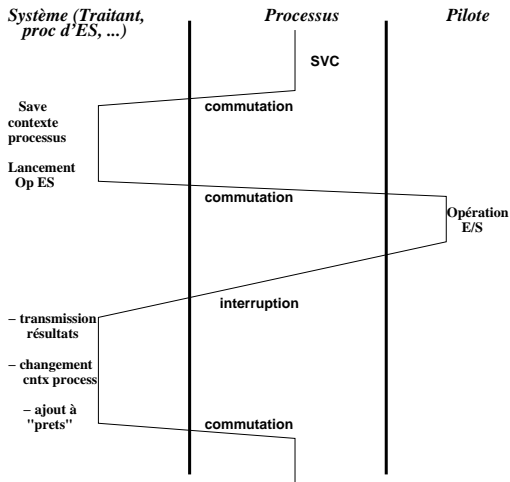 Système (Traitant,
proc d'ES, ...)
Processus
Pilote
SVC
commutation
Save
contexte
processus
Lancement
Op ES
commutation
Opération
E/S
interruption
– transmission
résultats
– changement
cntx process
– ajout à
"prets"
commutation